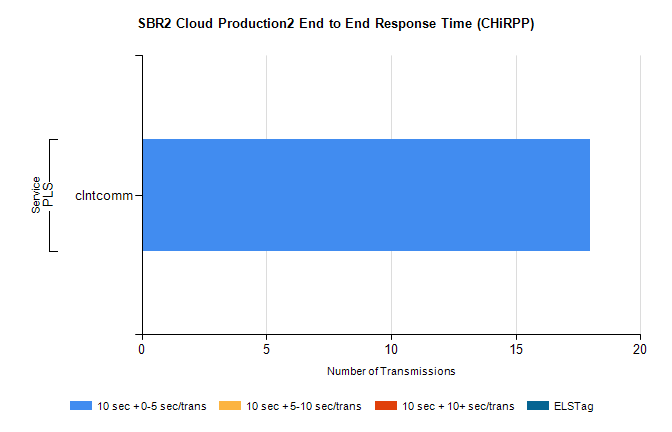 SBR2 Cloud Production2 End to End Response Time (CHiRPP)
Service
PLS
clntcomm
0 5 10 15 20
Number of Transmissions
10 sec +0-5 sec/trans 10 sec +5-10 sec/trans 10 sec + 10+ sec/trans ELSTag